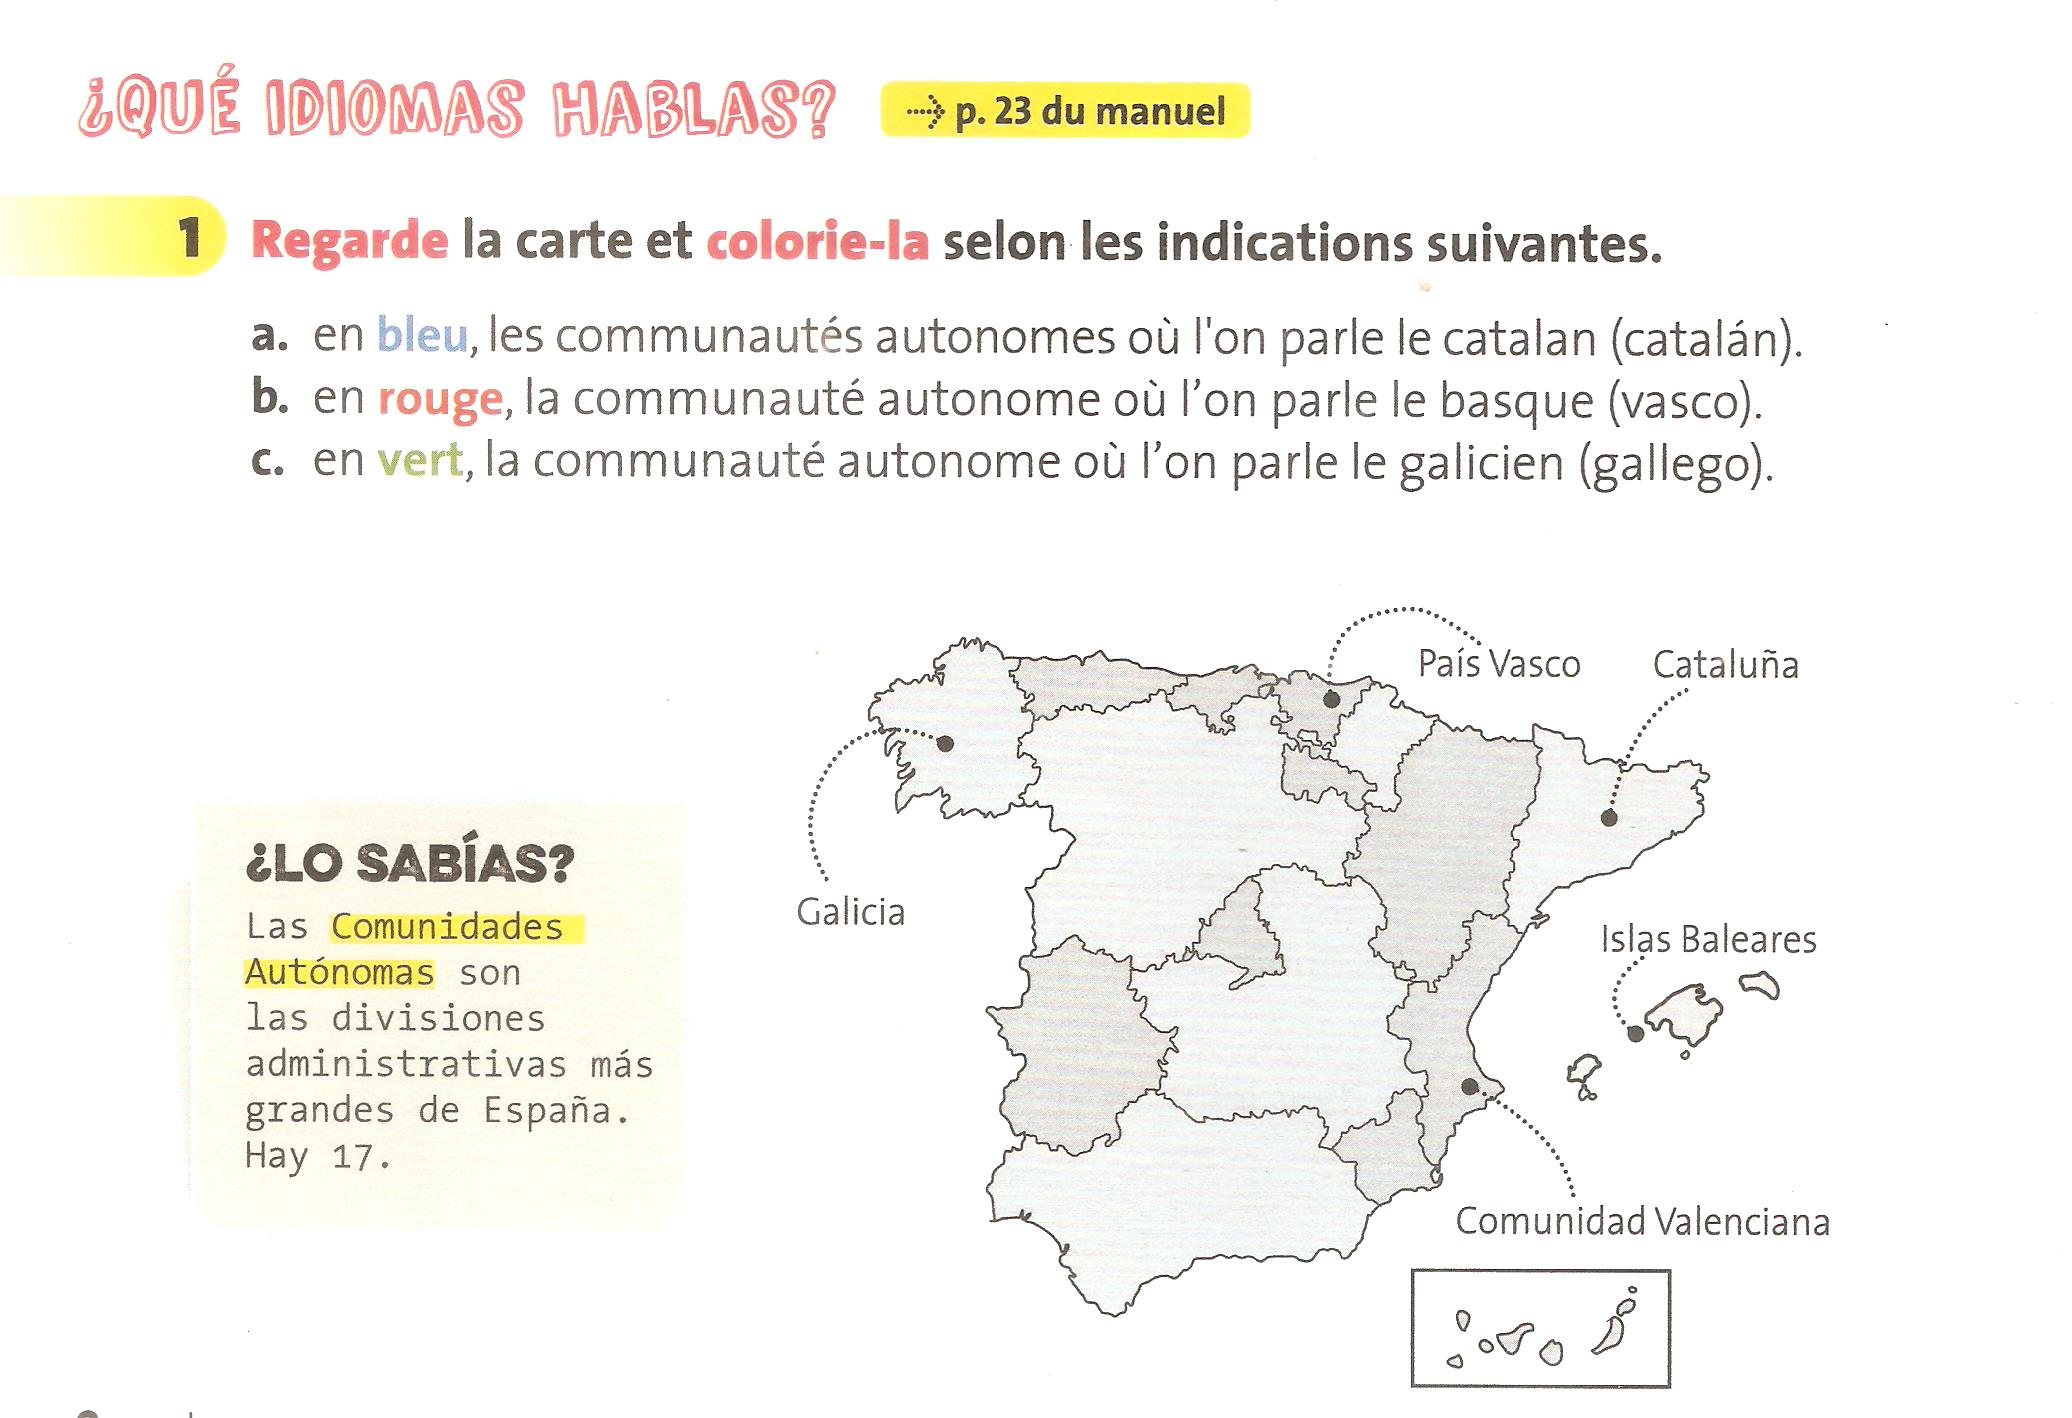 ¿QUÉ IDIOMAS HABLAS?
p. 23 du manuel
1 Regarde la carte et colorie-la selon les indications suivantes.
a. en bleu, les communautés autonomes où l'on parle le catalan (catalán).
b. en rouge, la communauté autonome où l’on parle le basque (vasco).
c. en vert, la communauté autonome où l’on parle le galicien (gallego).
País Vasco
Cataluña
Galicia
Islas Baleares
Comunidad Valenciana
¿LO SABÍAS?
Las Comunidades
Autónomas son
las divisiones
administrativas más
grandes de España.
Hay 17.